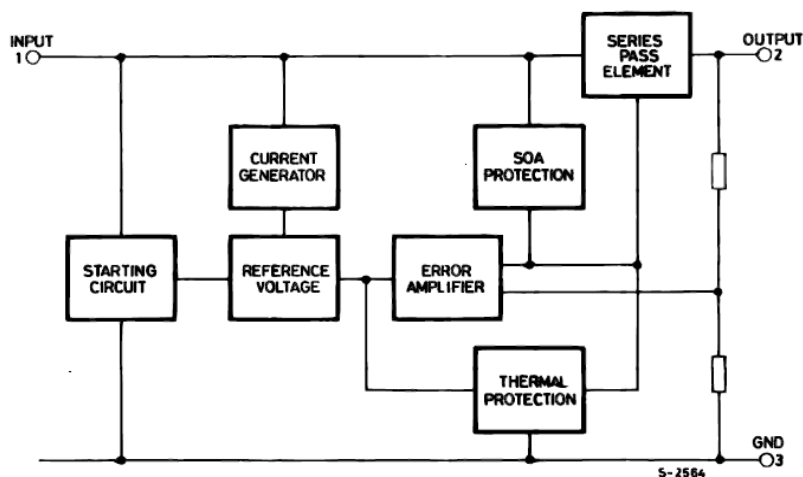 INPUT
1
SERIES
PASS
ELEMENT
OUTPUT
2
CURRENT
GENERATOR
SOA
PROTECTION
STARTING
CIRCUIT
REFERENCE
VOLTAGE
ERROR
AMPLIFIER
THERMAL
PROTECTION
GND
3
S-2564